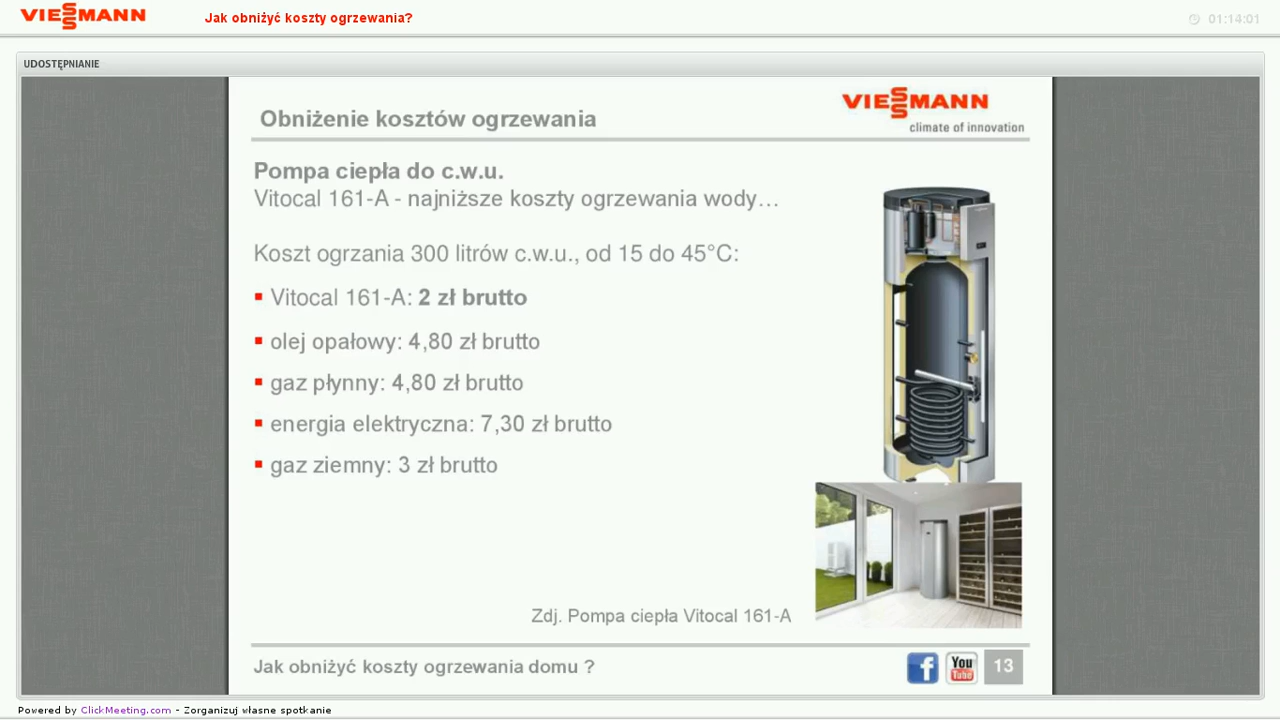 VIESSMANN
Jak obniżyć koszty ogrzewania?
01:14:01
UDOSTĘPNIANIE
Obniżenie kosztów ogrzewania
VIESSMANN
climate of innovation
Pompa ciepła do c.w.u.
Vitocal 161-A - najniższe koszty ogrzewania wody…
Koszt ogrzania 300 litrów c.w.u., od 15 do 45°C:
▪ Vitocal 161-A: 2 zł brutto
▪ olej opałowy: 4,80 zł brutto
▪ gaz płynny: 4,80 zł brutto
▪ energia elektryczna: 7,30 zł brutto
▪ gaz ziemny: 3 zł brutto
Zdj. Pompa ciepła Vitocal 161-A
Jak obniżyć koszty ogrzewania domu ?
f
You Tube
13
Powered by ClickMeeting.com - Zorganizuj własne spotkanie